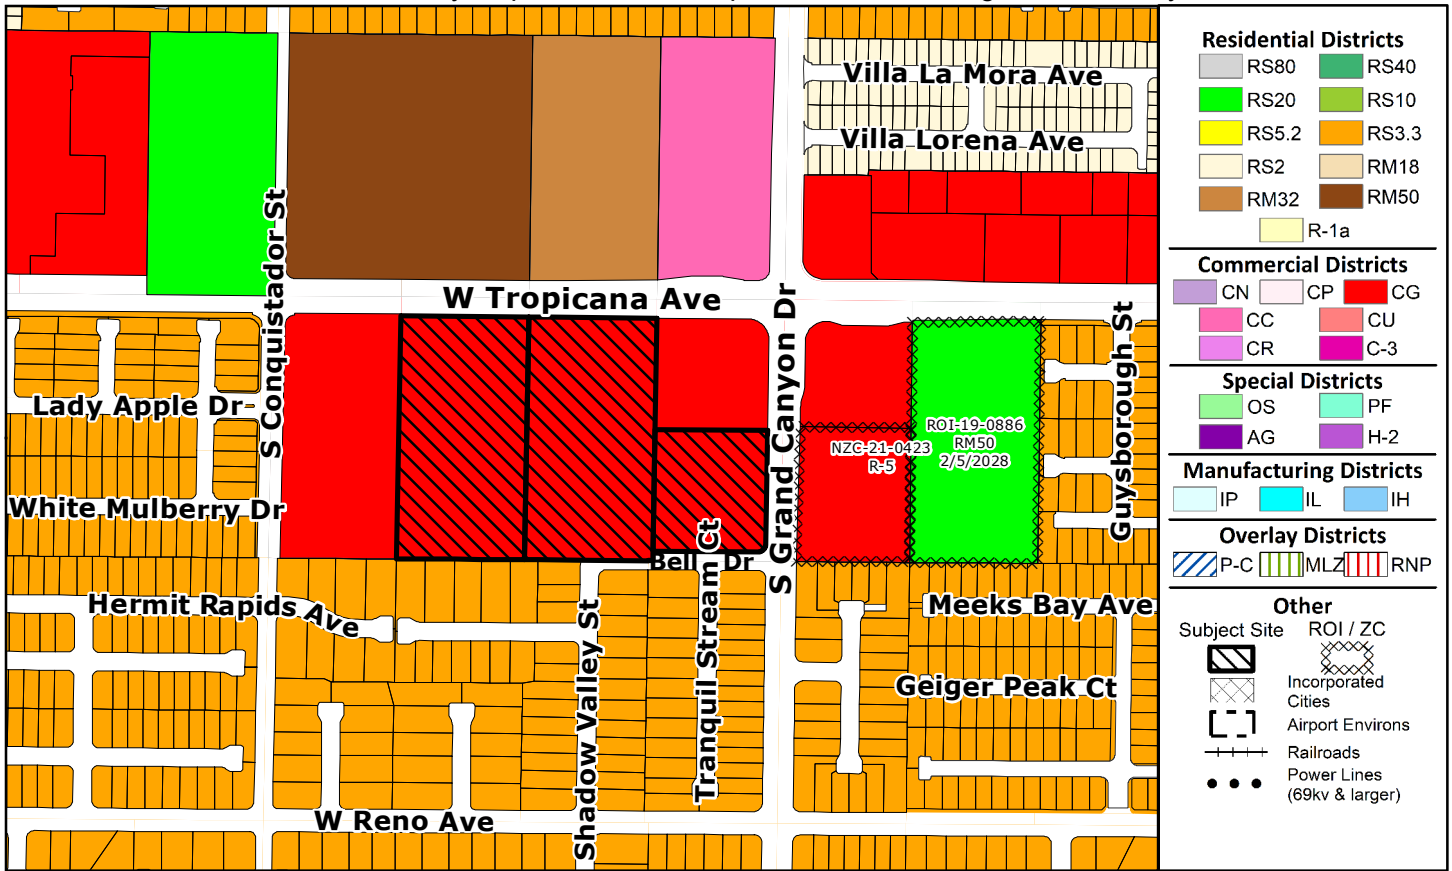 Villa La Mora Ave
Villa Lorena Ave
S Conquistador St
W Tropicana Ave
S Grand Canyon Dr
Guysborough St
Lady Apple Dr
ROI-19-0886
RM50
2/5/2028
NZC-21-0423
R-5
White Mulberry Dr
Bell Dr
Tranquil Stream Ct
Hermit Rapids Ave
Shadow Valley St
Meeks Bay Ave
Geiger Peak Ct
W Reno Ave
Residential Districts
RS80 RS40
RS20 RS10
RS5.2 RS3.3
RS2 RM18
RM32 RM50
R-1a
Commercial Districts
CN CP CG
CC CU
CR C-3
Special Districts
OS PF
AG H-2
Manufacturing Districts
IP IL IH
Overlay Districts
P-C MLZ RNP
Other
Subject Site ROI / ZC
Incorporated
Cities
Airport Environs
Railroads
Power Lines
(69kv & larger)